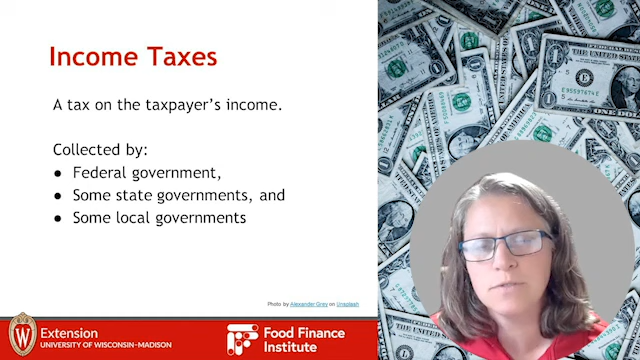 Income Taxes
A tax on the taxpayer's income.
Collected by:
● Federal government,
● Some state governments, and
● Some local governments
Photo by Alexander Grey on Unsplash
Extension
UNIVERSITY OF WISCONSIN-MADISON
Food Finance
Institute